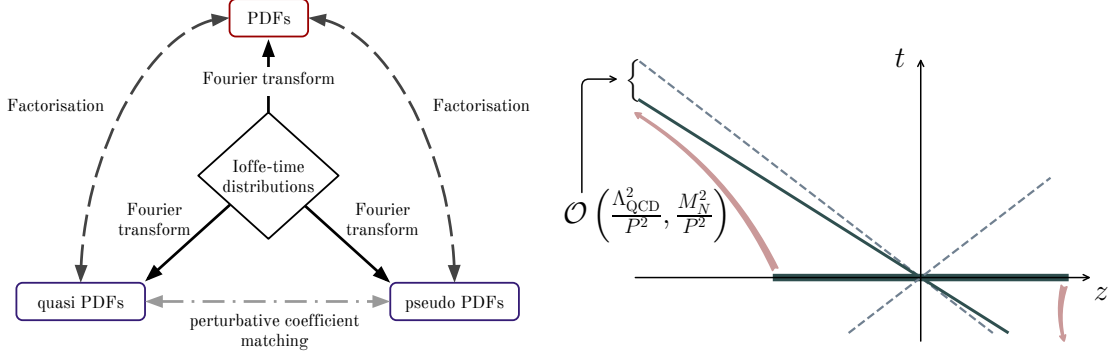 PDFs
Fourier transform
Factorisation
Factorisation
Ioffe-time
distributions
Fourier
transform
Fourier
transform
quasi PDFs
pseudo PDFs
perturbative coefficient
matching
t
{
𝒪 ( Λ²_QCD / P² , M²_N / P² )
z